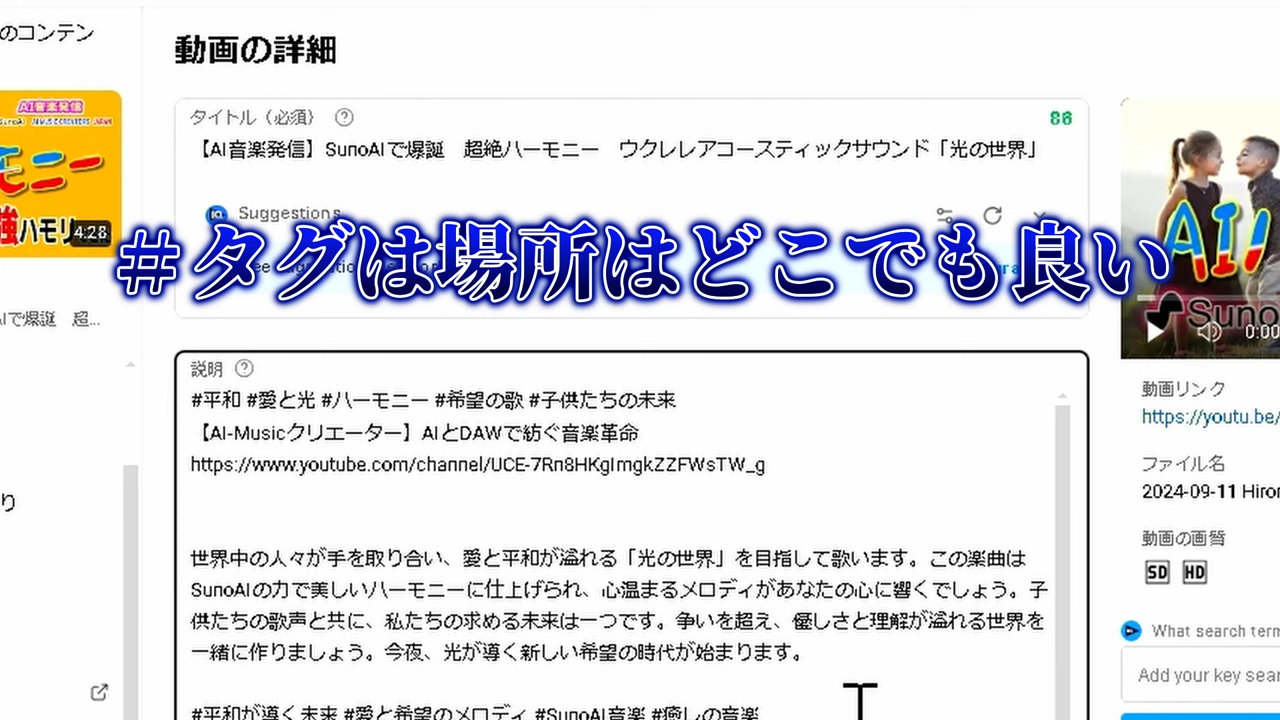 のコンテン
動画の詳細
AI音楽発信
モニー
強ハモリ
4:28
タイトル（必須）
86
【AI音楽発信】SunoAIで爆誕　超絶ハーモニー　ウクレレアコースティックサウンド「光の世界」
Suggestions
＃タグは場所はどこでも良い
AIで爆誕　超...
説明
#平和 #愛と光 #ハーモニー #希望の歌 #子供たちの未来
【AI-Musicクリエーター】AIとDAWで紡ぐ音楽革命
https://www.youtube.com/channel/UCE-7Rn8HKgImgkZZFWsTW_g
世界中の人々が手を取り合い、愛と平和が溢れる「光の世界」を目指して歌います。この楽曲は
SunoAIの力で美しいハーモニーに仕上げられ、心温まるメロディがあなたの心に響くでしょう。子
供たちの歌声と共に、私たちの求める未来は一つです。争いを超え、優しさと理解が溢れる世界を
一緒に作りましょう。今夜、光が導く新しい希望の時代が始まります。
#平和が導く未来 #愛と希望のメロディ #SunoAI音楽 #癒しの音楽
り
AI
Suno
0:00
動画リンク
https://youtu.be/
ファイル名
2024-09-11 Hiro
動画の画質
SD HD
What search term
Add your key sear